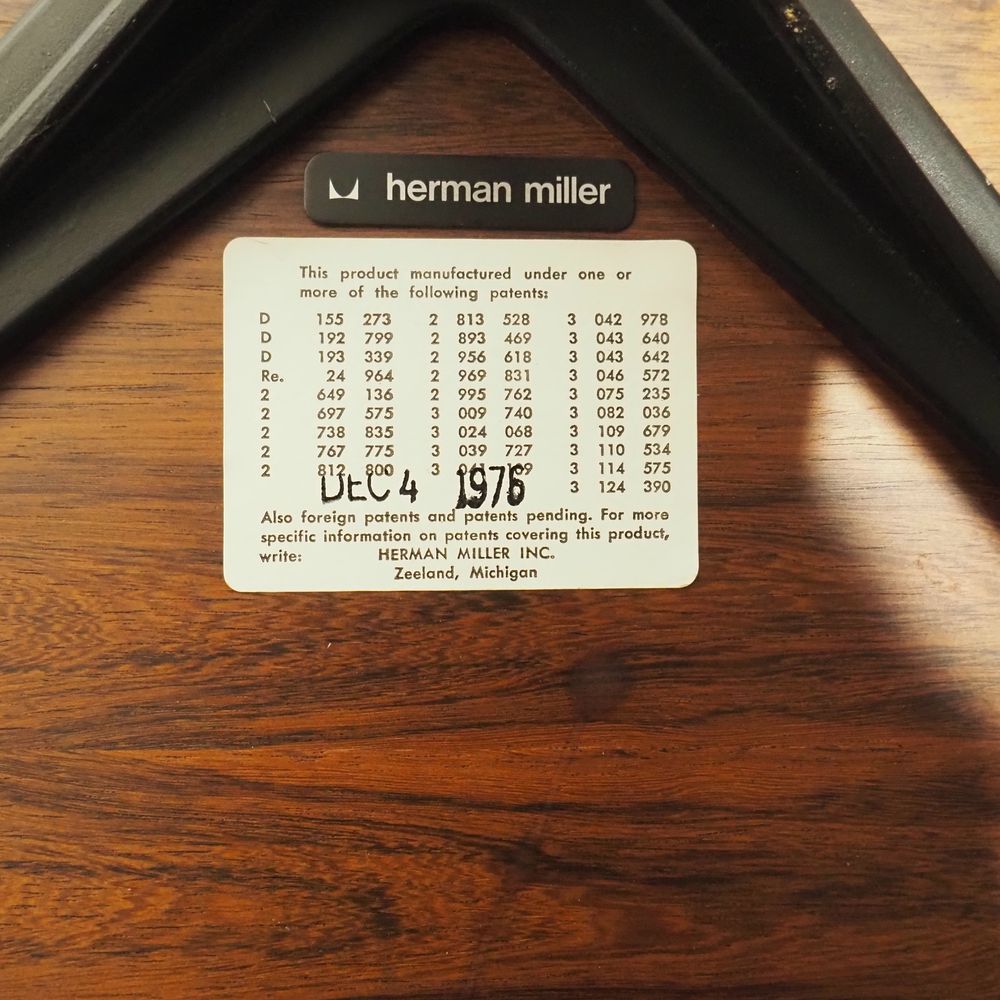 herman miller
This product manufactured under one or
more of the following patents:
D 155 273 2 813 528 3 042 978
D 192 799 2 893 469 3 043 640
D 193 339 2 956 618 3 043 642
Re. 24 964 2 969 831 3 046 572
2 649 136 2 995 762 3 075 235
2 697 575 3 009 740 3 082 036
2 738 835 3 024 068 3 109 679
2 767 775 3 039 727 3 110 534
2 812 800 3 3 114 575
DEC 4 1976 3 124 390
Also foreign patents and patents pending. For more
specific information on patents covering this product,
write: HERMAN MILLER INC.
Zeeland, Michigan